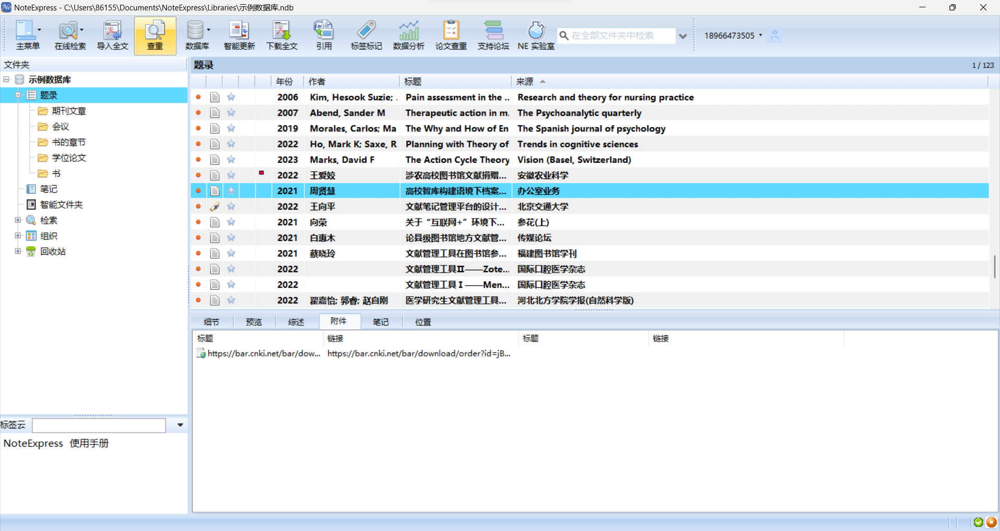 NoteExpress - C:\Users\86155\Documents\NoteExpress\Libraries\示例数据库.ndb
主菜单 在线检索 导入全文 查重 数据库 智能更新 下载全文 引用 标签标记 数据分析 论文查重 支持论坛 NE 实验室 在全部文件夹中检索 18966473505
文件夹
示例数据库
题录
期刊文章
会议
书的章节
学位论文
书
笔记
智能文件夹
检索
组织
回收站
标签云
NoteExpress 使用手册
题录 1 / 123
年份 作者 标题 来源
2006 Kim, Hesook Suzie; . Pain assessment in the .. Research and theory for nursing practice
2007 Abend, Sander M Therapeutic action in m. The Psychoanalytic quarterly
2019 Morales, Carlos; Ma The Why and How of En The Spanish journal of psychology
2022 Ho, Mark K; Saxe, R Planning with Theory of Trends in cognitive sciences
2023 Marks, David F The Action Cycle Theory Vision (Basel, Switzerland)
2022 王爱姣 涉农高校图书馆文献捐赠... 安徽农业科学
2021 周贤慧 高校智库构建语境下档案... 办公室业务
2022 王向平 文献笔记管理平台的设计... 北京交通大学
2021 向荣 关于“互联网+”环境下... 参花(上)
2021 白惠木 论县级图书馆地方文献管... 传媒论坛
2021 蔡晓玲 文献管理工具在图书馆参... 福建图书馆学刊
2022 文献管理工具Ⅱ——Zote... 国际口腔医学杂志
2022 文献管理工具Ⅰ——Men... 国际口腔医学杂志
2022 翟嘉怡; 郭睿; 赵自刚 医学研究生文献管理工具... 河北北方学院学报(自然科学版)
细节 预览 综述 附件 笔记 位置
标题 链接 标题 链接
https://bar.cnki.net/bar/dow... https://bar.cnki.net/bar/download/order?id=jB...